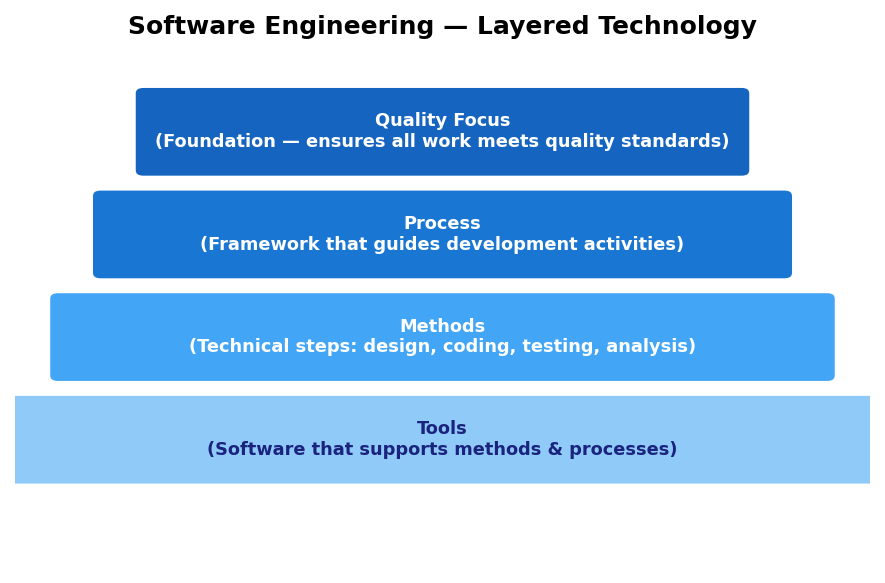 Software Engineering — Layered Technology
Quality Focus
(Foundation — ensures all work meets quality standards)
Process
(Framework that guides development activities)
Methods
(Technical steps: design, coding, testing, analysis)
Tools
(Software that supports methods & processes)